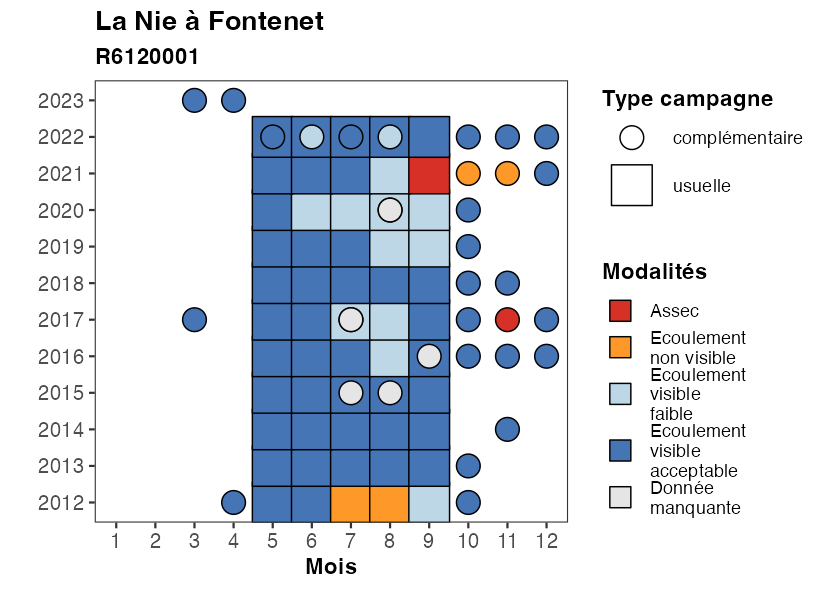 La Nie à Fontenet
R6120001
2023
2022
2021
2020
2019
2018
2017
2016
2015
2014
2013
2012
1 2 3 4 5 6 7 8 9 10 11 12
Mois
Type campagne
complémentaire
usuelle
Modalités
Assec
Ecoulement
non visible
Ecoulement
visible
faible
Ecoulement
visible
acceptable
Donnée
manquante